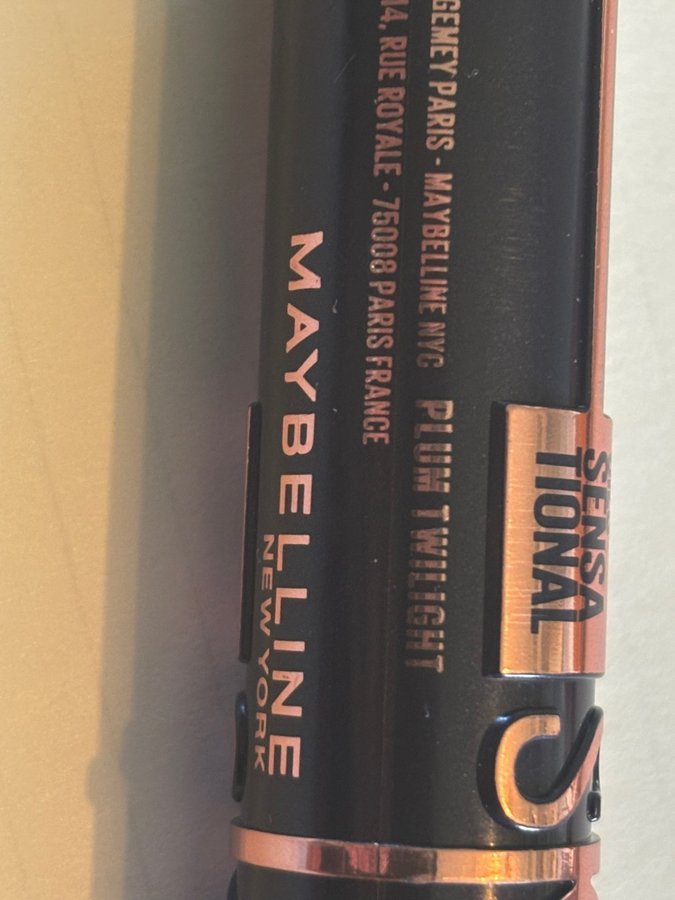 SENSA
TIONAL
S
GEMEY PARIS - MAYBELLINE NYC PLUM TWILIGHT
14, RUE ROYALE - 75008 PARIS FRANCE
MAYBELLINE
NEW YORK